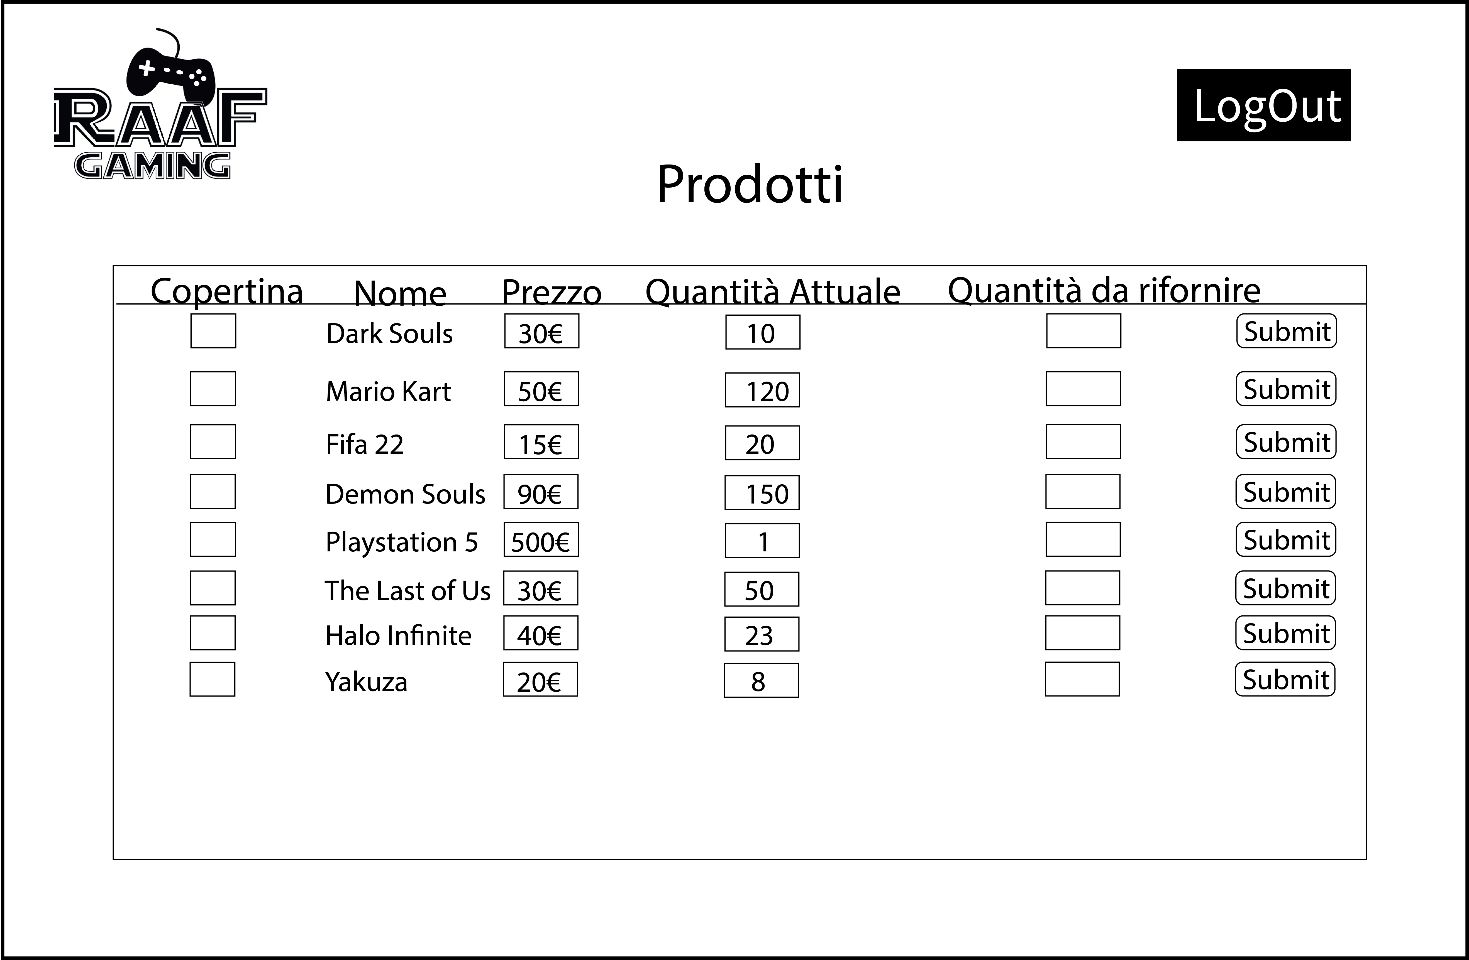 RAAF
GAMING
LogOut
Prodotti
Copertina Nome Prezzo Quantità Attuale Quantità da rifornire
Dark Souls 30€ 10 Submit
Mario Kart 50€ 120 Submit
Fifa 22 15€ 20 Submit
Demon Souls 90€ 150 Submit
Playstation 5 500€ 1 Submit
The Last of Us 30€ 50 Submit
Halo Infinite 40€ 23 Submit
Yakuza 20€ 8 Submit